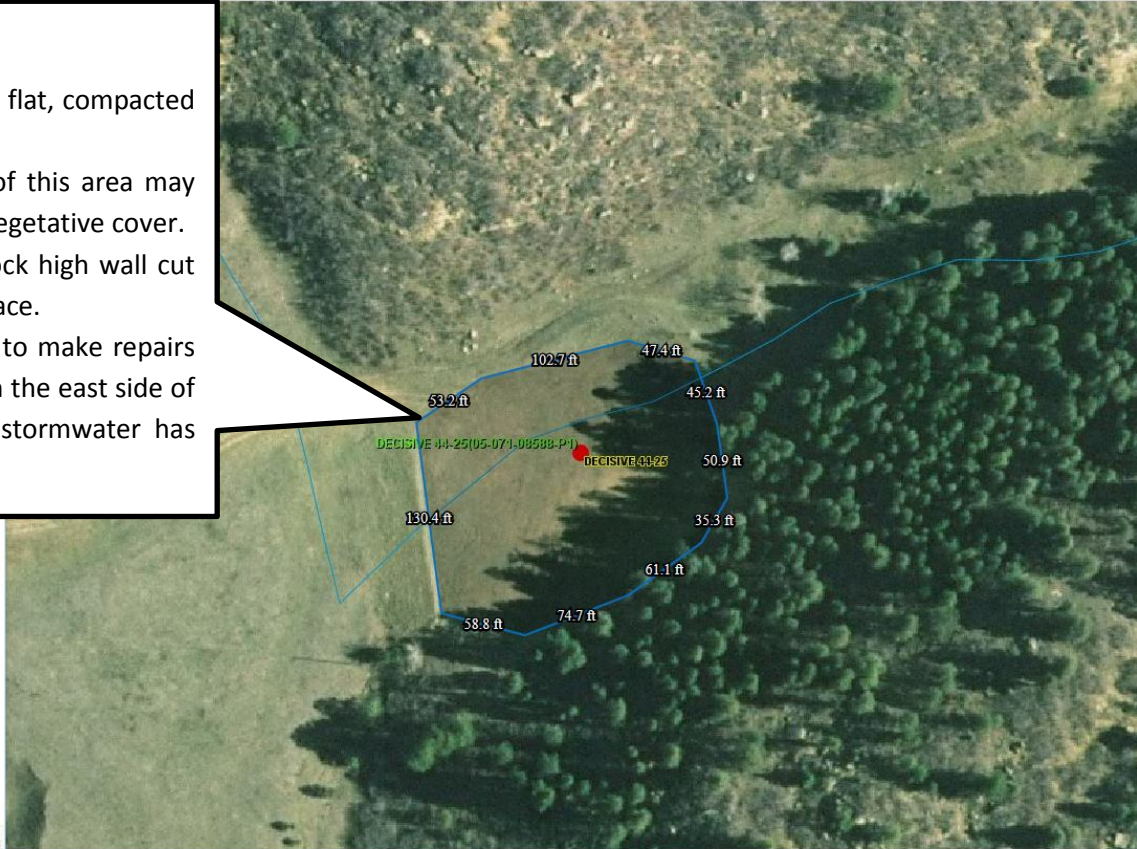 flat, compacted
of this area may
egetative cover.
ock high wall cut
ace.
to make repairs
the east side of
stormwater has
102.7 ft
47.4 ft
53.2 ft
45.2 ft
DECISIVE 44-25(05-071-08588-P1)
DECISIVE 44-25
50.9 ft
130.4 ft
35.3 ft
61.1 ft
74.7 ft
58.8 ft